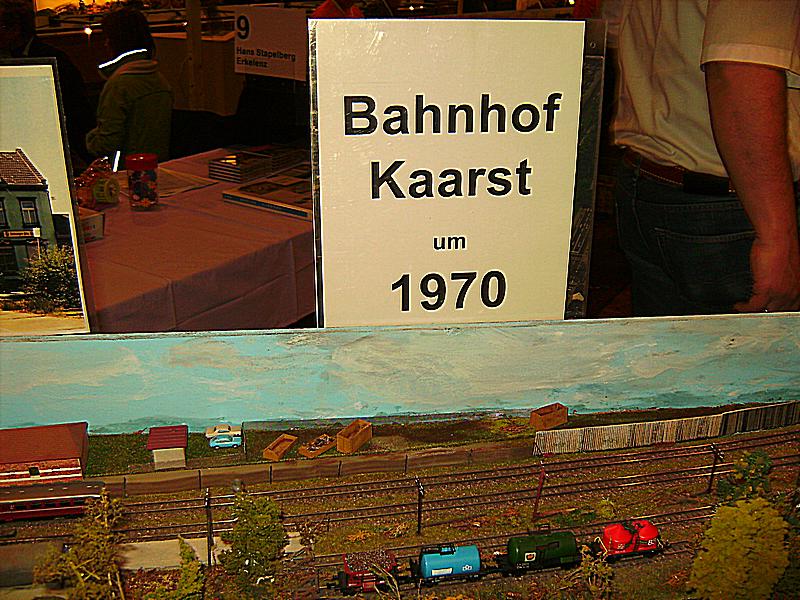 9
Hans Stapelberg
Erkelenz
Bahnhof
Kaarst
um
1970